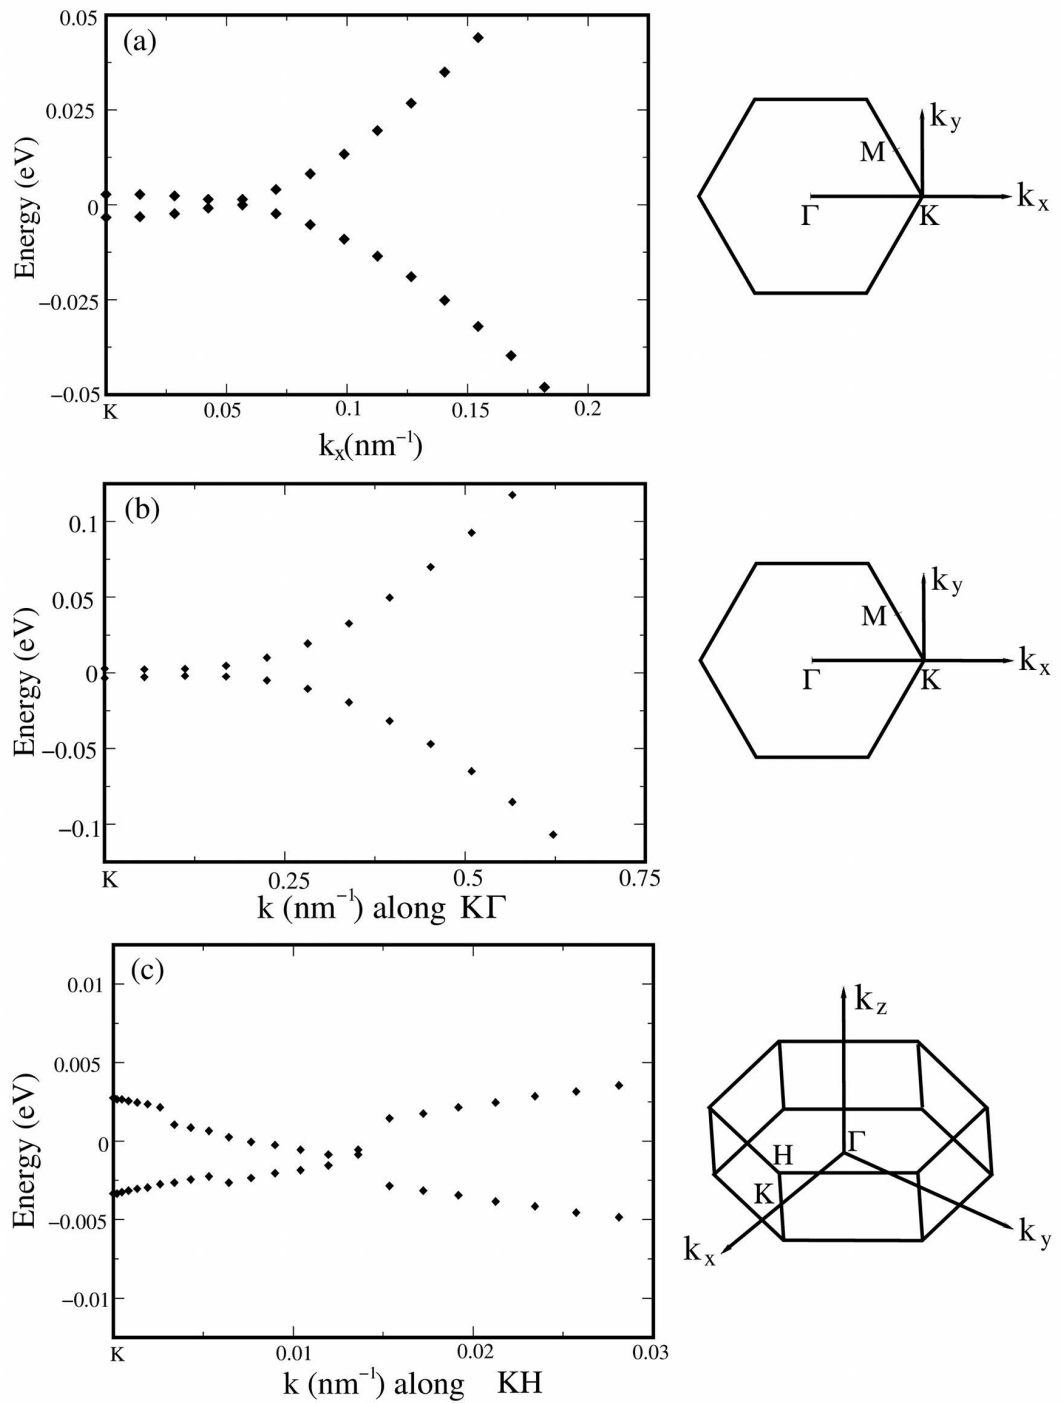 (a)
0.05
0.025
0
−0.025
−0.05
Energy (eV)
K 0.05 0.1 0.15 0.2
kx(nm−1)
ky
M
Γ K kx
(b)
0.1
0.05
0
−0.05
−0.1
Energy (eV)
K 0.25 0.5 0.75
k (nm−1) along KΓ
ky
M
Γ K kx
(c)
0.01
0.005
0
−0.005
−0.01
Energy (eV)
K 0.01 0.02 0.03
k (nm−1) along KH
kz
Γ
H
K
kx
ky